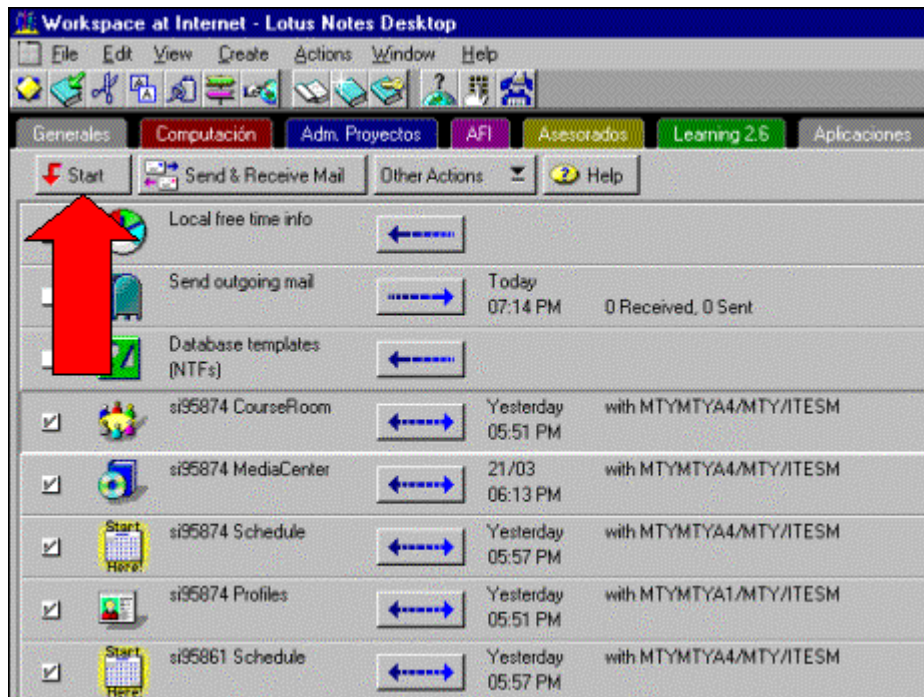 Workspace at Internet - Lotus Notes Desktop
File Edit View Create Actions Window Help
Generales Computación Adm. Proyectos AFI Asesorados Learning 2.6 Aplicaciones
Start Send & Receive Mail Other Actions Help
Local free time info
Send outgoing mail Today
07:14 PM 0 Received, 0 Sent
Database templates
(NTFs)
si95874 CourseRoom Yesterday with MTYMTYA4/MTY/ITESM
05:51 PM
si95874 MediaCenter 21/03 with MTYMTYA4/MTY/ITESM
06:13 PM
Start
si95874 Schedule Yesterday with MTYMTYA4/MTY/ITESM
Here! 05:57 PM
si95874 Profiles Yesterday with MTYMTYA1/MTY/ITESM
05:51 PM
Start
si95861 Schedule Yesterday with MTYMTYA4/MTY/ITESM
Here! 05:57 PM